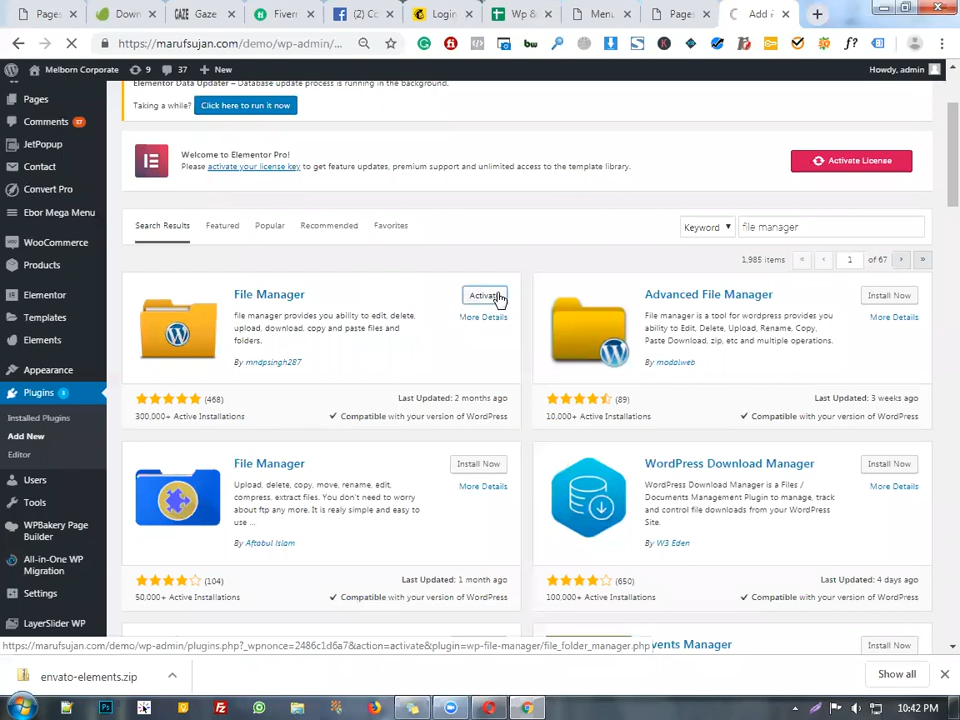 Pages
Down
GAZE Gaze
Fiverr
(3) Co
Login
Wp &
Menu
Pages
Add
https://marufsujan.com/demo/wp-admin/...
Melborn Corporate 9 37 New
Howdy, admin
Pages
Comments 37
JetPopup
Contact
Convert Pro
Ebor Mega Menu
WooCommerce
Products
Elementor
Templates
Elements
Appearance
Plugins 8
Installed Plugins
Add New
Editor
Users
Tools
WPBakery Page
Builder
All-in-One WP
Migration
Settings
LayerSlider WP
Elementor Data Updater – Database update process is running in the background.
Taking a while? Click here to run it now
Welcome to Elementor Pro!
Please activate your license key to get feature updates, premium support and unlimited access to the template library.
Activate License
Search Results Featured Popular Recommended Favorites
Keyword file manager
1,985 items « ‹ 1 of 67 › »
File Manager
Activate
More Details
file manager provides you ability to edit, delete,
upload, download, copy and paste files and
folders.
By mndpsingh287
(468)
300,000+ Active Installations
Last Updated: 2 months ago
Compatible with your version of WordPress
Advanced File Manager
Install Now
More Details
File manager is a tool for wordpress provides you
ability to Edit, Delete, Upload, Rename, Copy,
Paste Download, zip, etc and multiple operations.
By modalweb
(89)
10,000+ Active Installations
Last Updated: 3 weeks ago
Compatible with your version of WordPress
File Manager
Install Now
More Details
Upload, delete, copy, move, rename, edit,
compress, extract files. You don't need to worry
about ftp any more. It is realy simple and easy to
use ...
By Aftabul Islam
(104)
50,000+ Active Installations
Last Updated: 1 month ago
Compatible with your version of WordPress
WordPress Download Manager
Install Now
More Details
WordPress Download Manager is a Files /
Documents Management Plugin to manage, track
and control file downloads from your WordPress
Site.
By W3 Eden
(650)
100,000+ Active Installations
Last Updated: 4 days ago
Compatible with your version of WordPress
vents Manager
Install Now
https://marufsujan.com/demo/wp-admin/plugins.php?_wpnonce=2486c1d6a7&action=activate&plugin=wp-file-manager/file_folder_manager.php
envato-elements.zip
Show all
10:42 PM